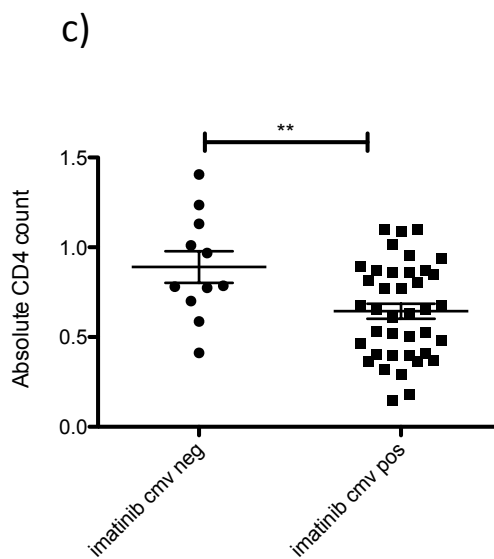 c)
**
1.5
1.0
0.5
0.0
Absolute CD4 count
imatinib cmv neg
imatinib cmv pos